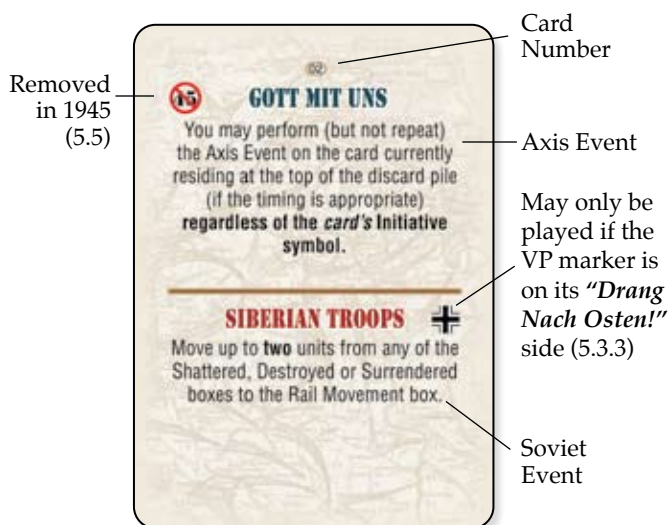 Card
Number
02
Removed
in 1945
(5.5)
45
GOTT MIT UNS
You may perform (but not repeat)
the Axis Event on the card currently
residing at the top of the discard pile
(if the timing is appropriate)
regardless of the card's Initiative
symbol.
Axis Event
May only be
played if the
VP marker is
on its "Drang
Nach Osten!"
side (5.3.3)
SIBERIAN TROOPS
Move up to two units from any of the
Shattered, Destroyed or Surrendered
boxes to the Rail Movement box.
Soviet
Event